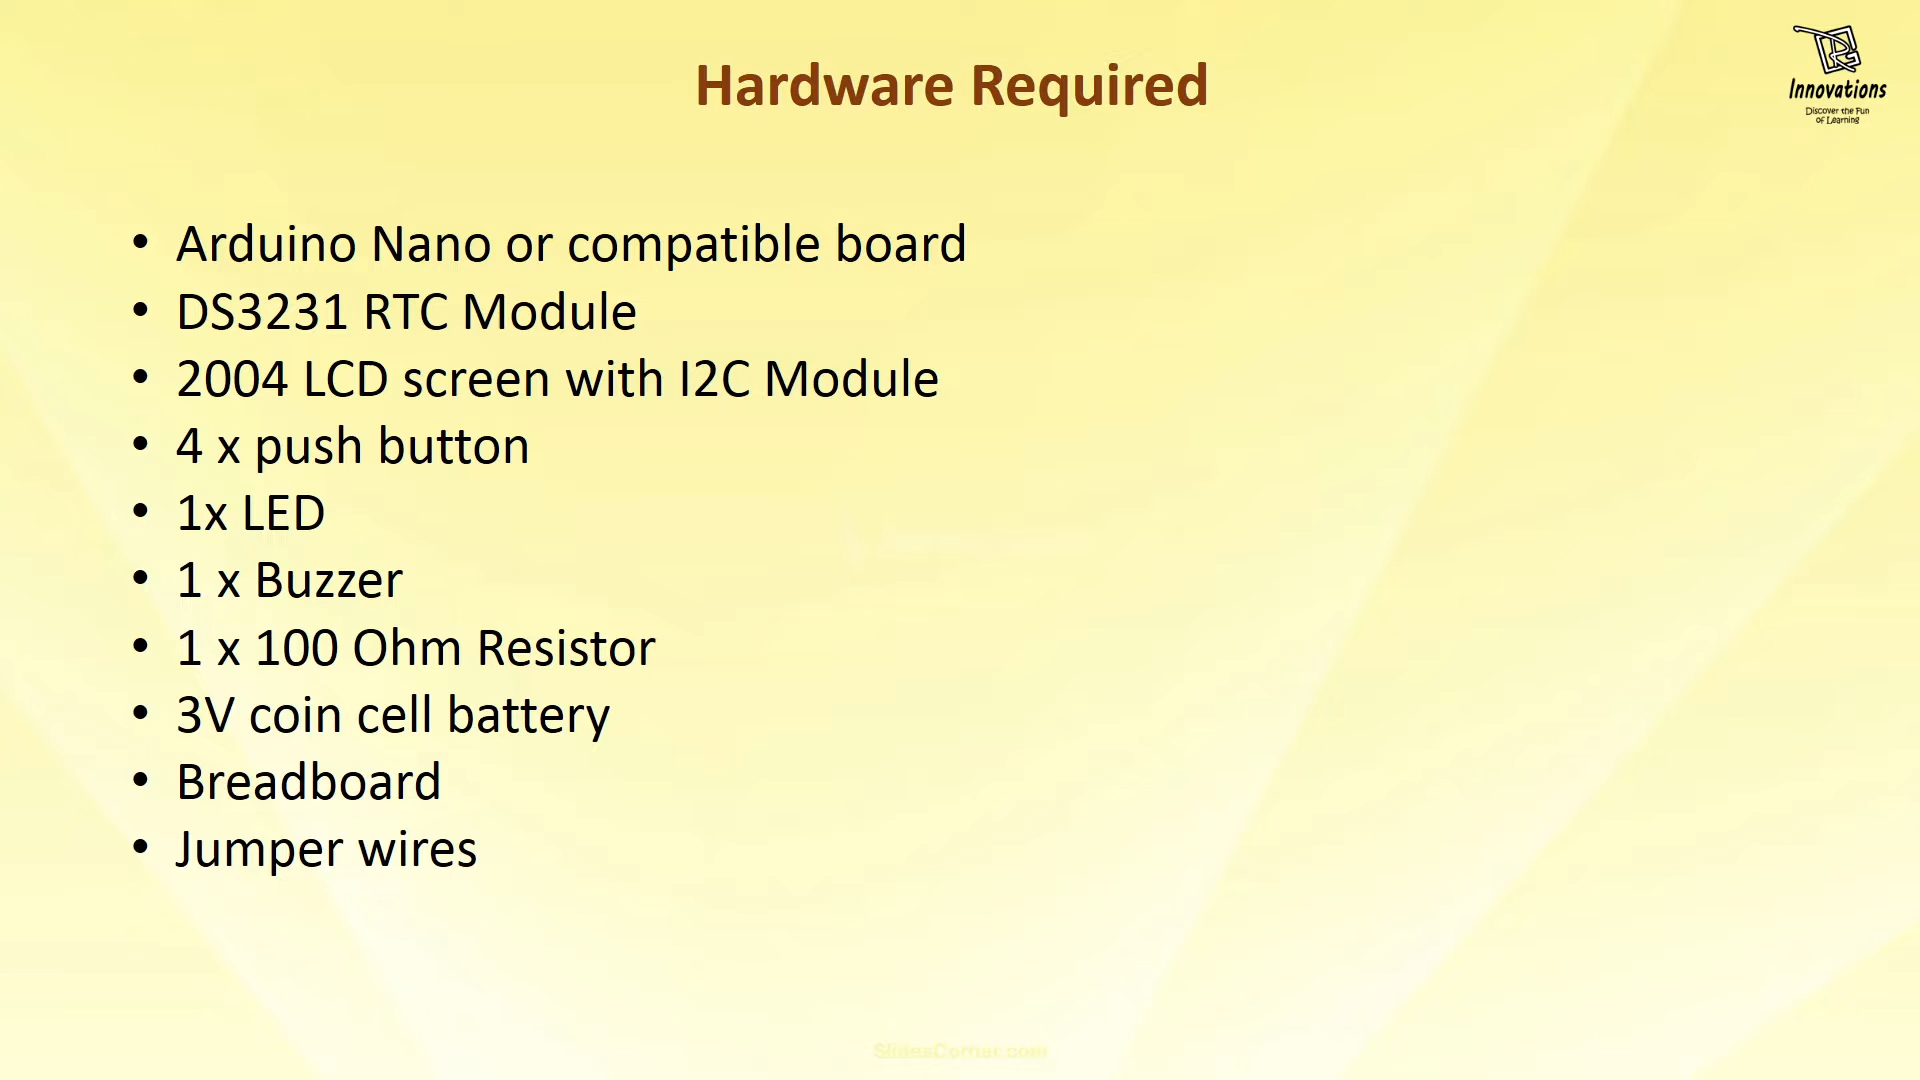 Hardware Required
Innovations
Discover the Fun
of Learning
• Arduino Nano or compatible board
• DS3231 RTC Module
• 2004 LCD screen with I2C Module
• 4 x push button
• 1x LED
• 1 x Buzzer
• 1 x 100 Ohm Resistor
• 3V coin cell battery
• Breadboard
• Jumper wires
SlidesCorner.com